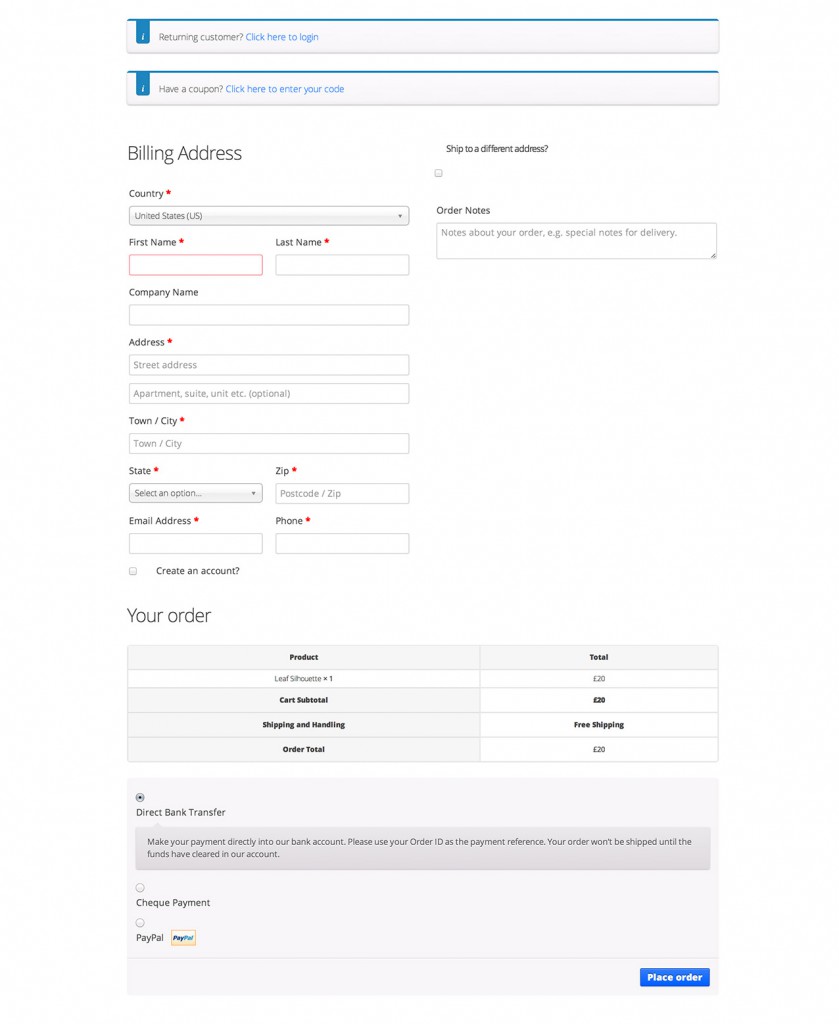 i Returning customer? Click here to login
i Have a coupon? Click here to enter your code
Billing Address
Country *
United States (US)
First Name * Last Name *
Company Name
Address *
Street address
Apartment, suite, unit etc. (optional)
Town / City *
Town / City
State * Zip *
Select an option... Postcode / Zip
Email Address * Phone *
Create an account?
Ship to a different address?
Order Notes
Notes about your order, e.g. special notes for delivery.
Your order
Product Total
Leaf Silhouette × 1 £20
Cart Subtotal £20
Shipping and Handling Free Shipping
Order Total £20
Direct Bank Transfer
Make your payment directly into our bank account. Please use your Order ID as the payment reference. Your order won't be shipped until the
funds have cleared in our account.
Cheque Payment
PayPal PayPal
Place order